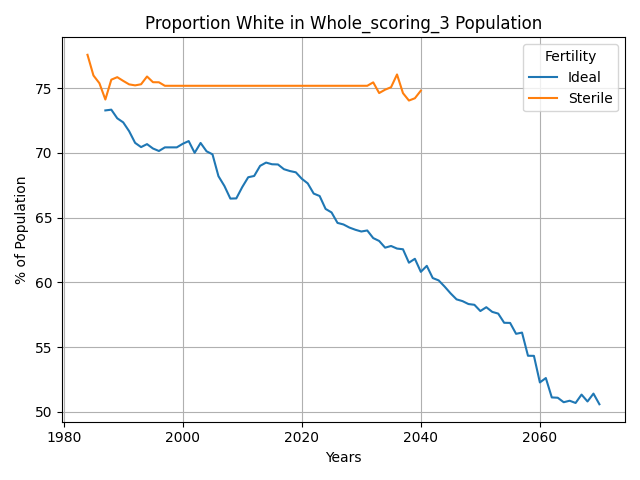 Proportion White in Whole_scoring_3 Population
Fertility
Ideal
Sterile
% of Population
75
70
65
60
55
50
1980
2000
2020
2040
2060
Years